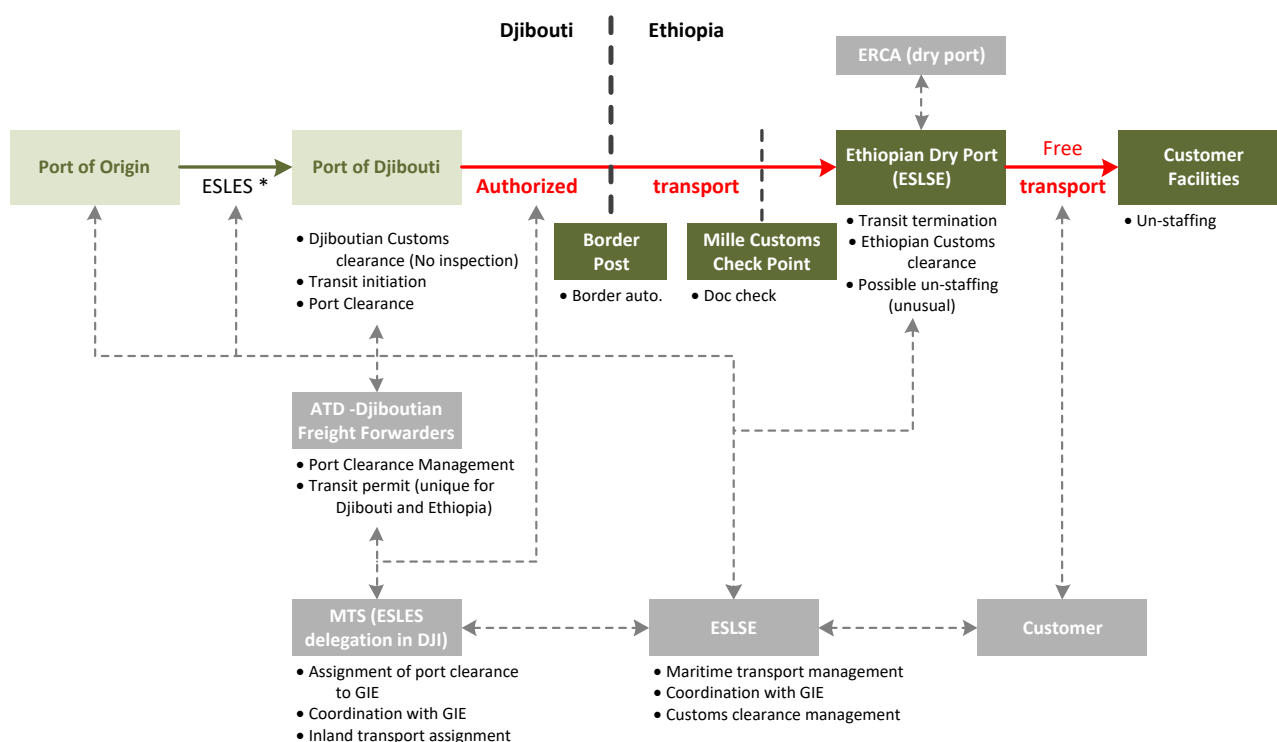 Djibouti
Ethiopia
ERCA (dry port)
Port of Origin
ESLES *
Port of Djibouti
Authorized
transport
Ethiopian Dry Port
(ESLSE)
Free
transport
Customer
Facilities
• Djiboutian Customs
clearance (No inspection)
• Transit initiation
• Port Clearance
Border
Post
• Border auto.
Mille Customs
Check Point
• Doc check
• Transit termination
• Ethiopian Customs
clearance
• Possible un-staffing
(unusual)
• Un-staffing
ATD -Djiboutian
Freight Forwarders
• Port Clearance Management
• Transit permit (unique for
Djibouti and Ethiopia)
MTS (ESLES
delegation in DJI)
• Assignment of port clearance
to GIE
• Coordination with GIE
• Inland transport assignment
ESLSE
• Maritime transport management
• Coordination with GIE
• Customs clearance management
Customer